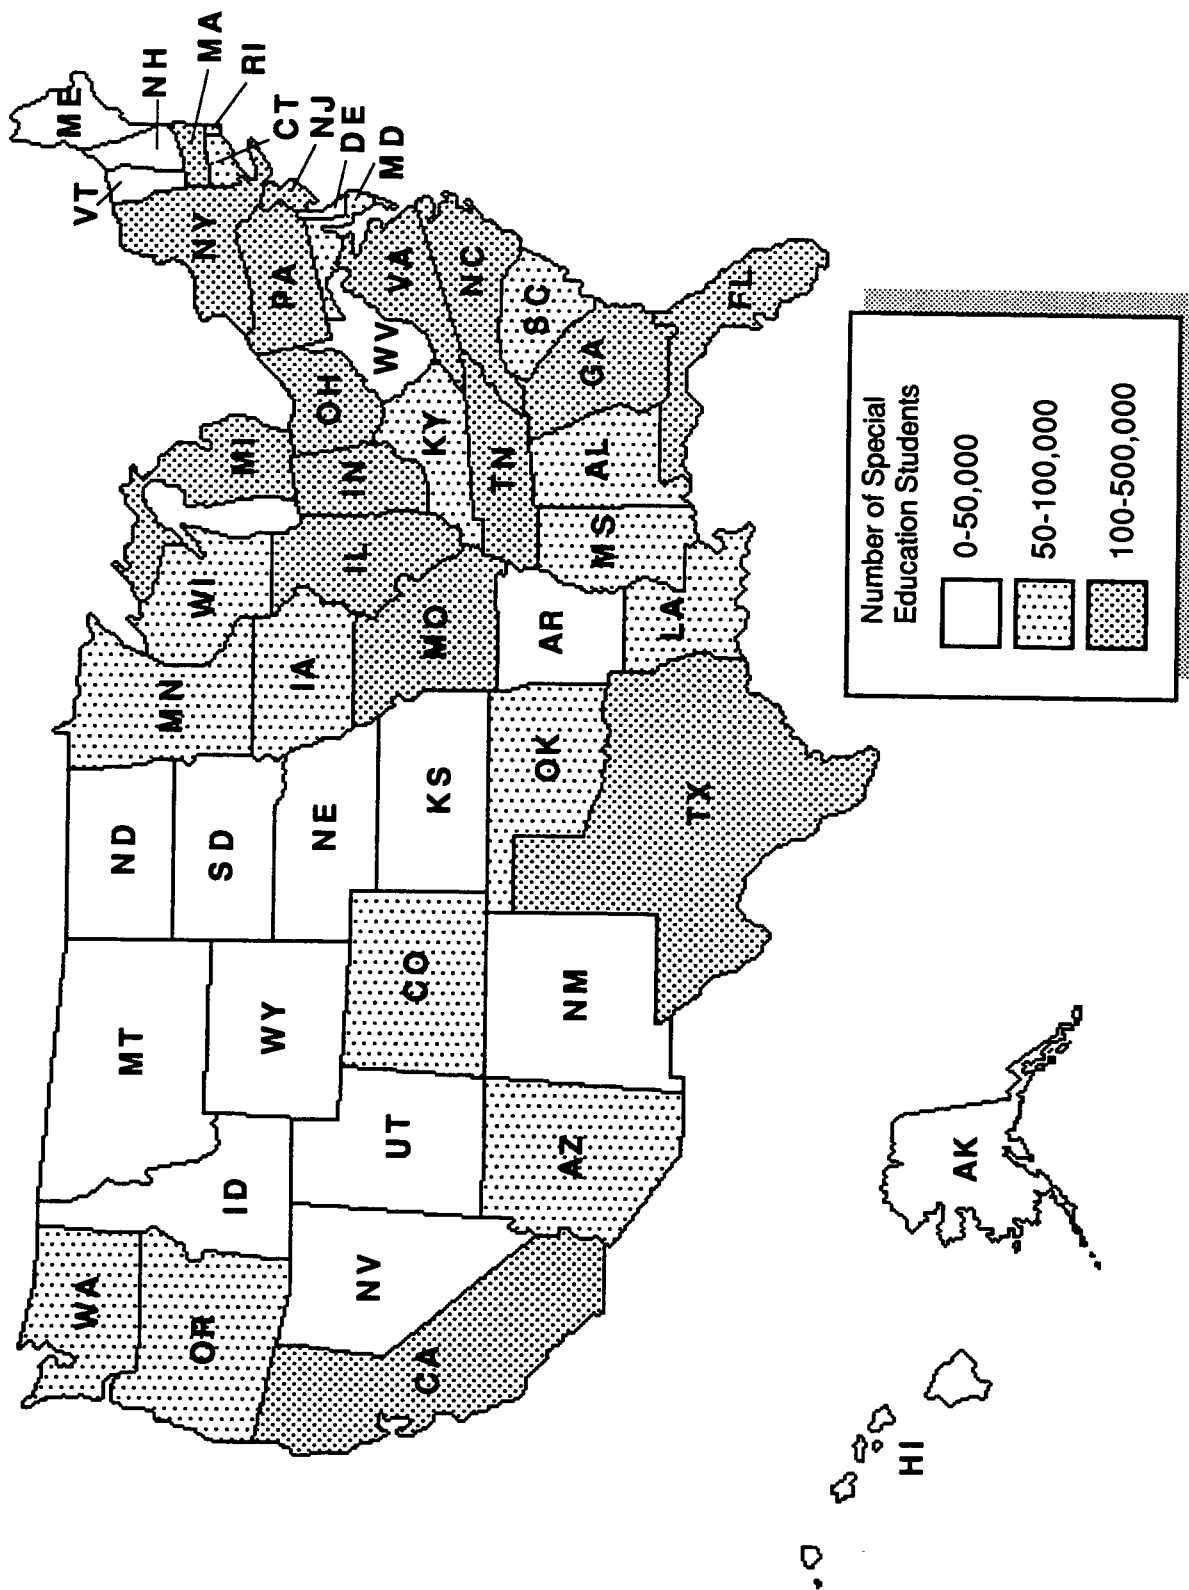 WA
OR
CA
NV
ID
MT
WY
UT
AZ
CO
NM
ND
SD
NE
KS
OK
TX
MN
IA
MO
AR
LA
WI
IL
MI
IN
OH
KY
TN
MS
AL
GA
FL
SC
NC
VA
WV
PA
NY
VT
ME
NH
MA
RI
CT
NJ
DE
MD
AK
HI
Number of Special
Education Students
0-50,000
50-100,000
100-500,000